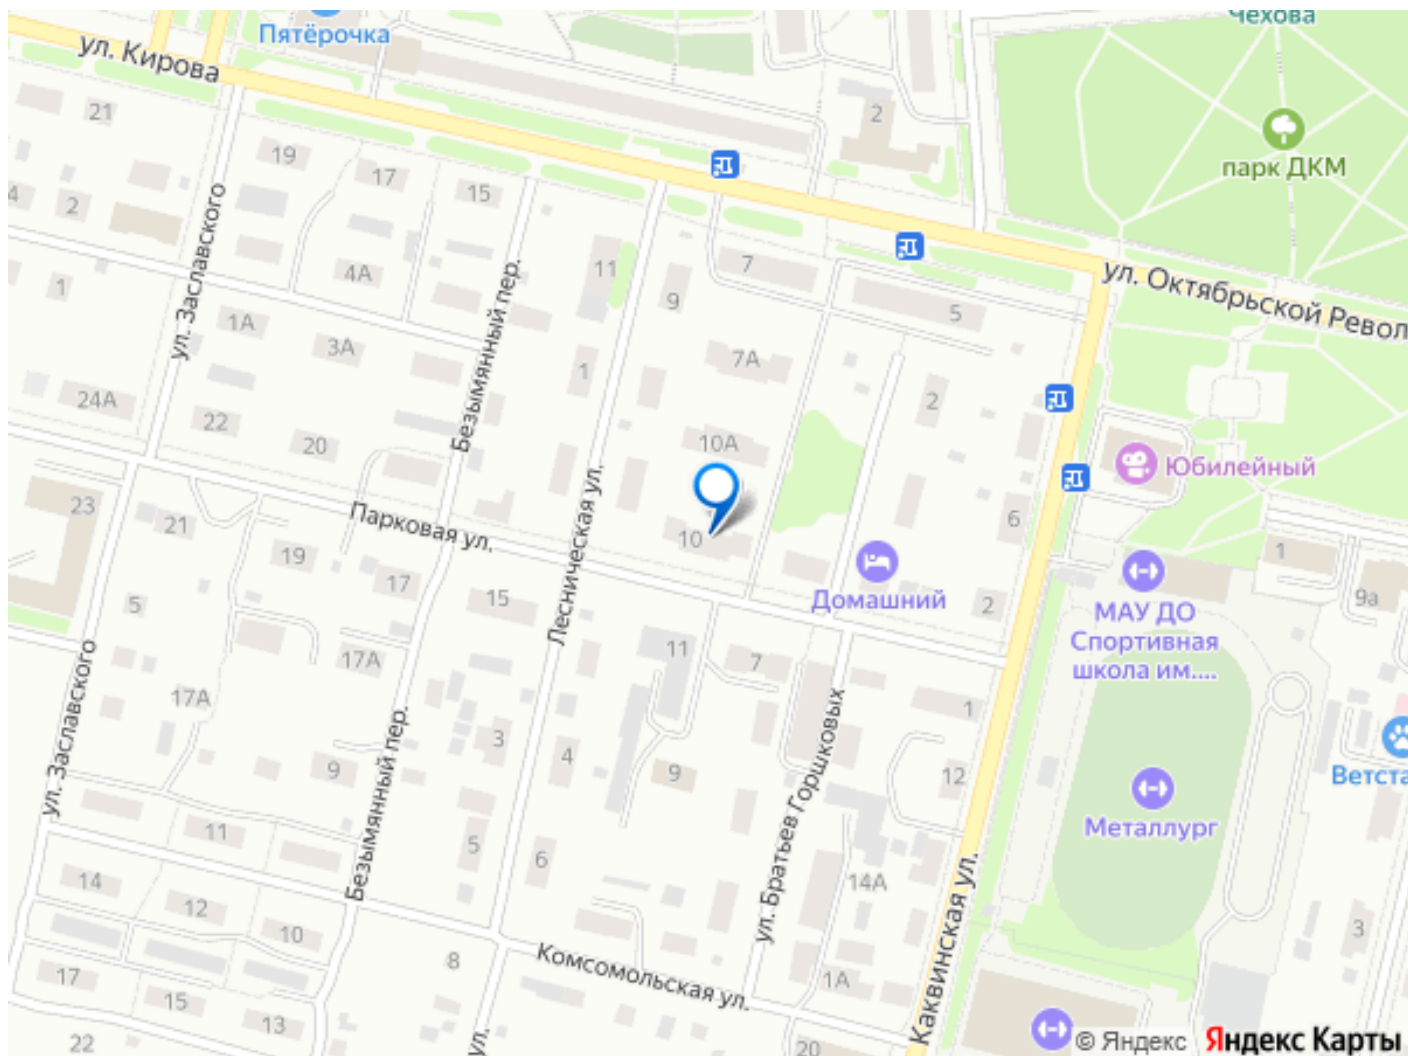 Чехова
Пятёрочка
ул. Кирова
21
2
19
17
парк ДКМ
15
4
2
ул. Заславского
11
7
ул. Октябрьской Револ
4А
1
9
5
1А
3А
Безымянный пер.
7А
1
24А
2
22
20
10А
Юбилейный
23
Парковая ул.
Лесническая ул.
21
6
10
19
1
17
Домашний
9а
5
15
2
МАУ ДО
Спортивная
школа им....
11
7
17А
17А
ул. Заславского
Безымянный пер.
ул. Братьев Горшковых
1
3
4
9
12
9
Ветста
Металлург
11
5
6
14
14А
12
10
Каквинская ул.
3
8
Комсомольская ул.
17
1А
15
13
22
ул.
20
© Яндекс
Яндекс Карты